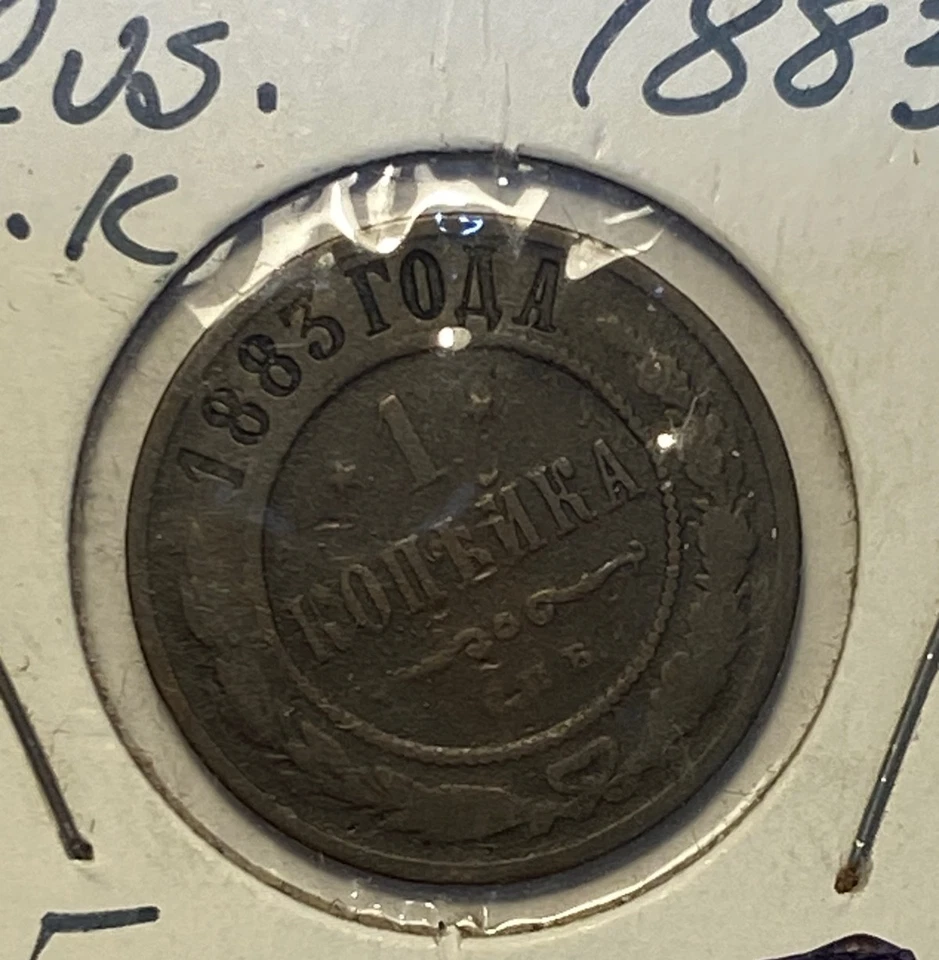 Rus. 1883
. K
1883 ГОДА
1
КОПѢЙКА
С.П.Б.